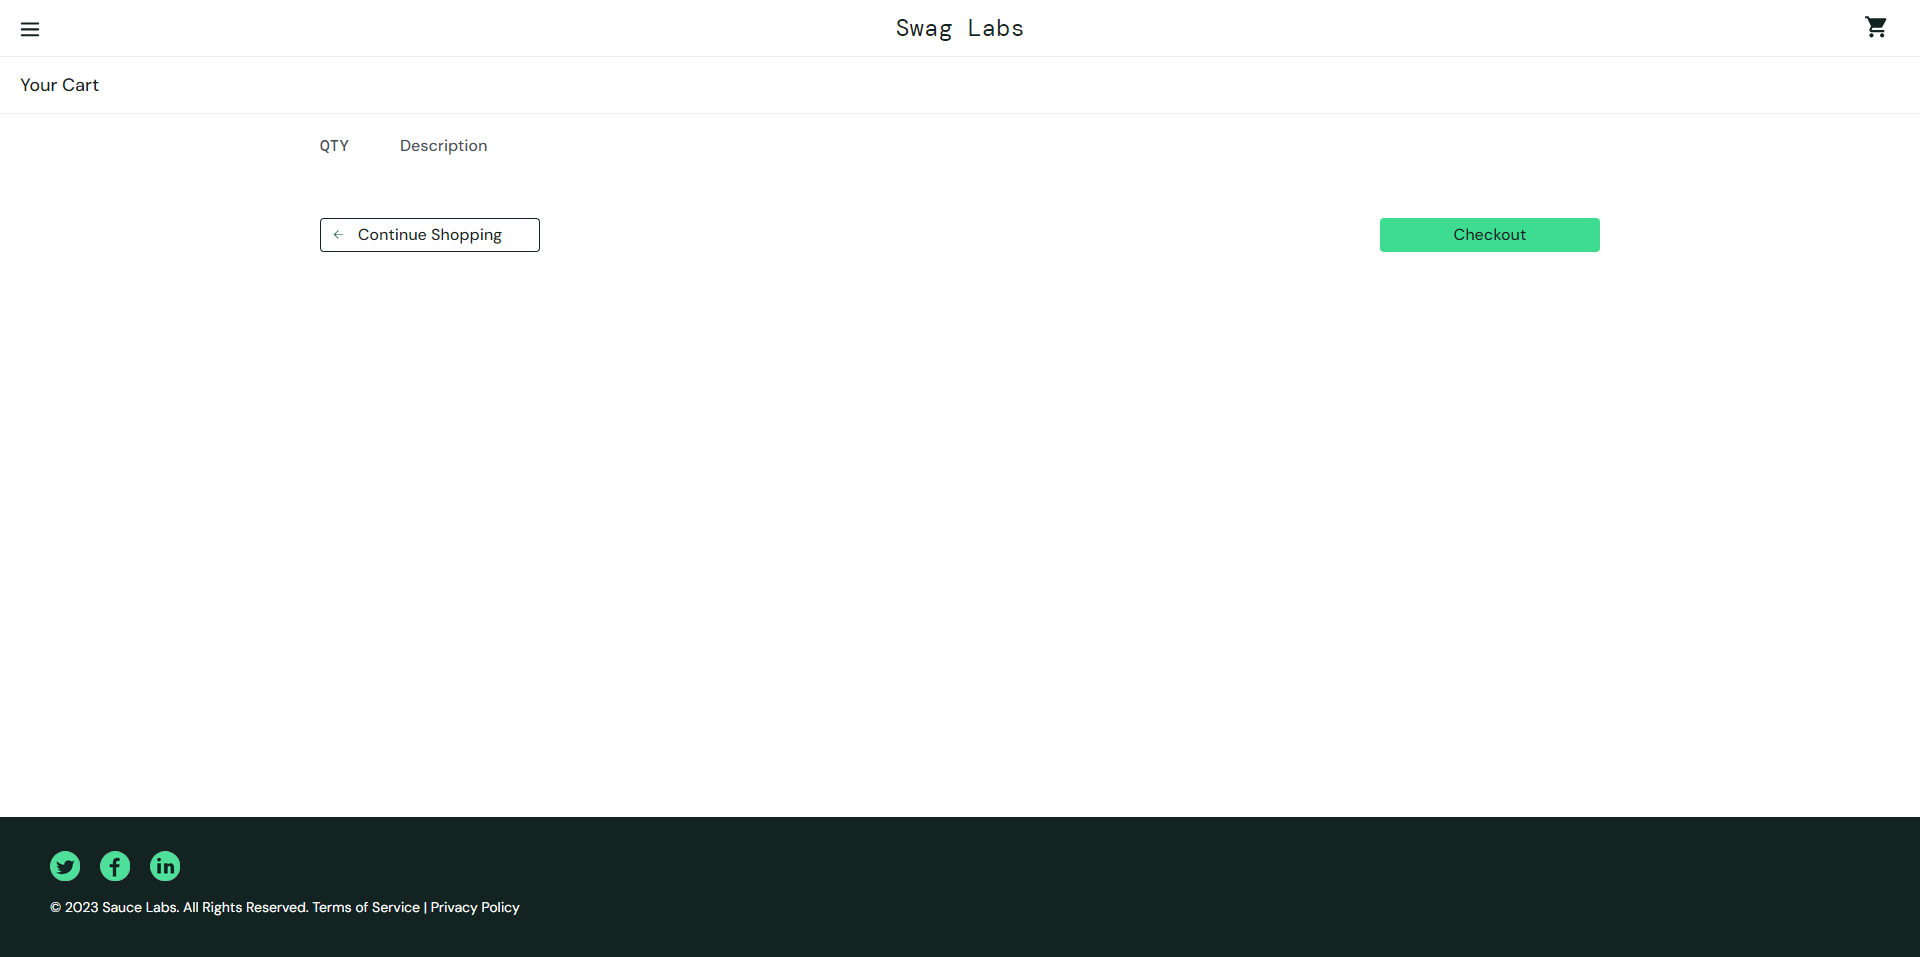 Swag Labs
Your Cart
QTY Description
Continue Shopping
Checkout
© 2023 Sauce Labs. All Rights Reserved. Terms of Service | Privacy Policy